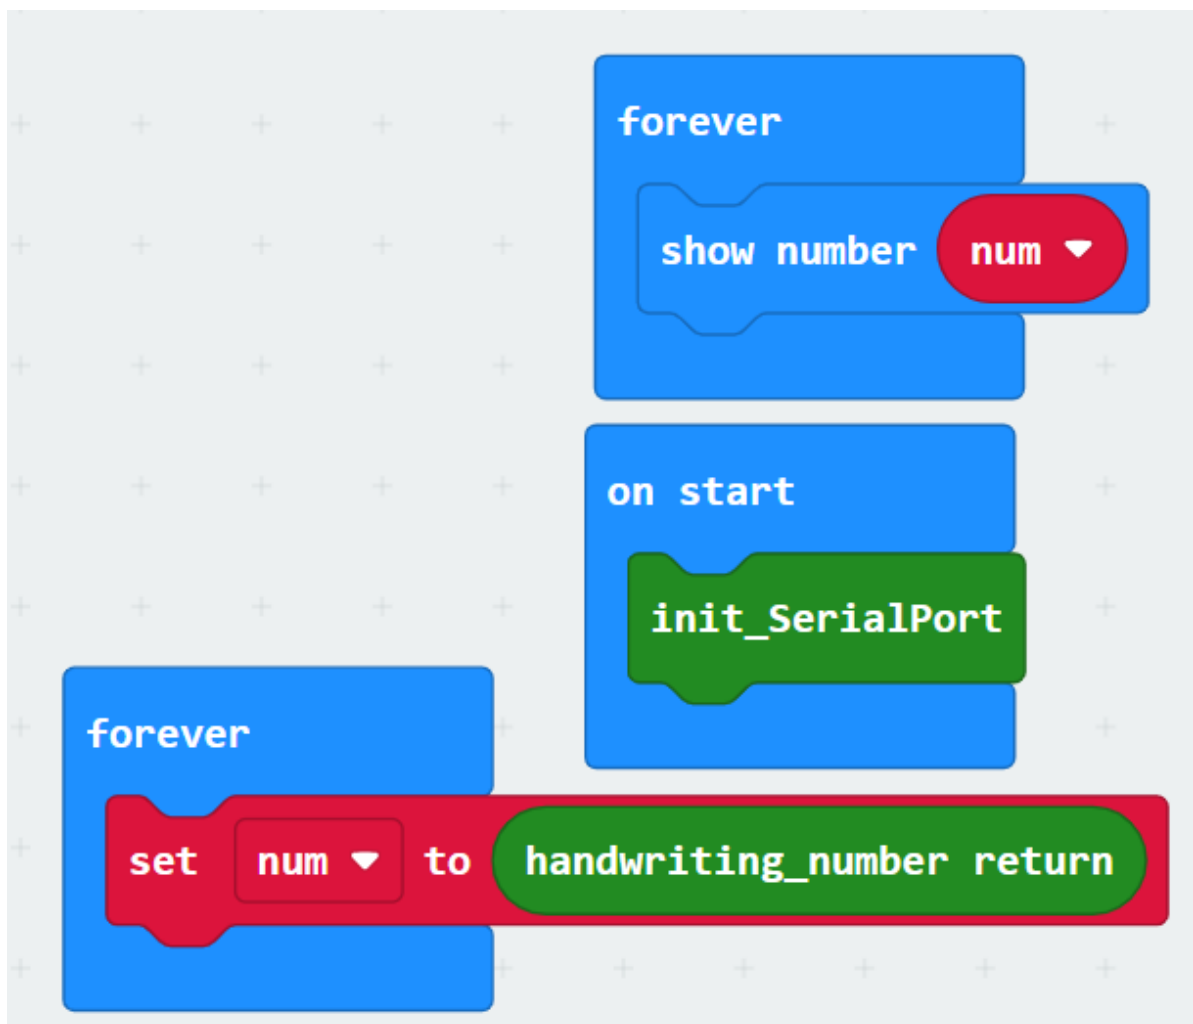 forever
show number num
on start
init_SerialPort
forever
set num to handwriting_number return